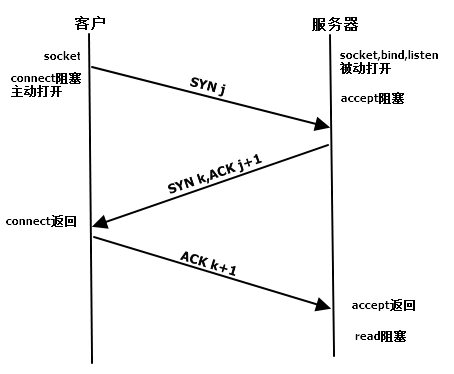 客户
服务器
socket
socket,bind,listen
被动打开
connect阻塞
主动打开
SYN j
accept阻塞
SYN k,ACK j+1
connect返回
ACK k+1
accept返回
read阻塞